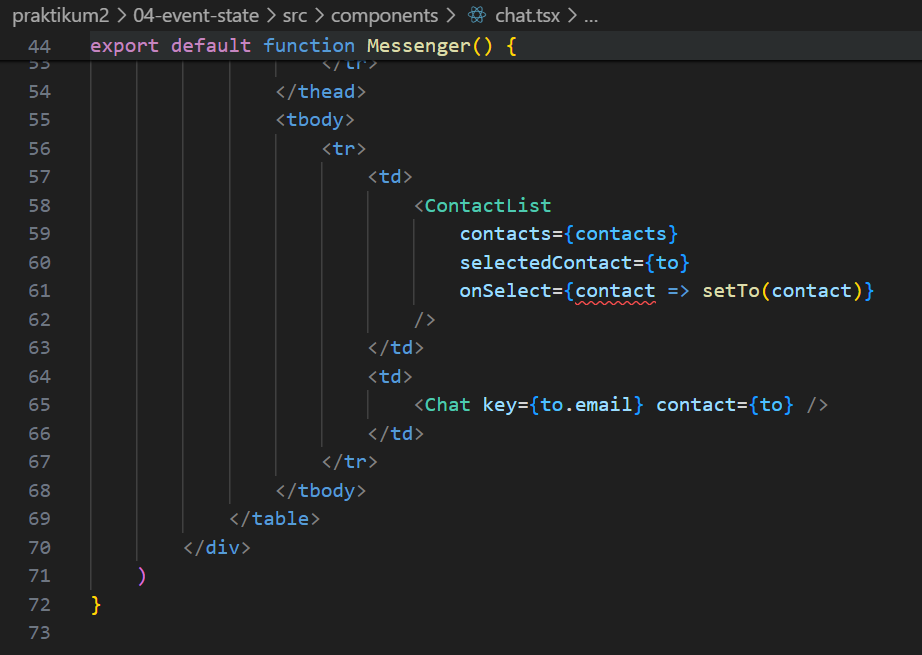 praktikum2 > 04-event-state > src > components > chat.tsx > ...
44 export default function Messenger() {
53 </tr>
54 </thead>
55 <tbody>
56 <tr>
57 <td>
58 <ContactList
59 contacts={contacts}
60 selectedContact={to}
61 onSelect={contact => setTo(contact)}
62 />
63 </td>
64 <td>
65 <Chat key={to.email} contact={to} />
66 </td>
67 </tr>
68 </tbody>
69 </table>
70 </div>
71 )
72 }
73